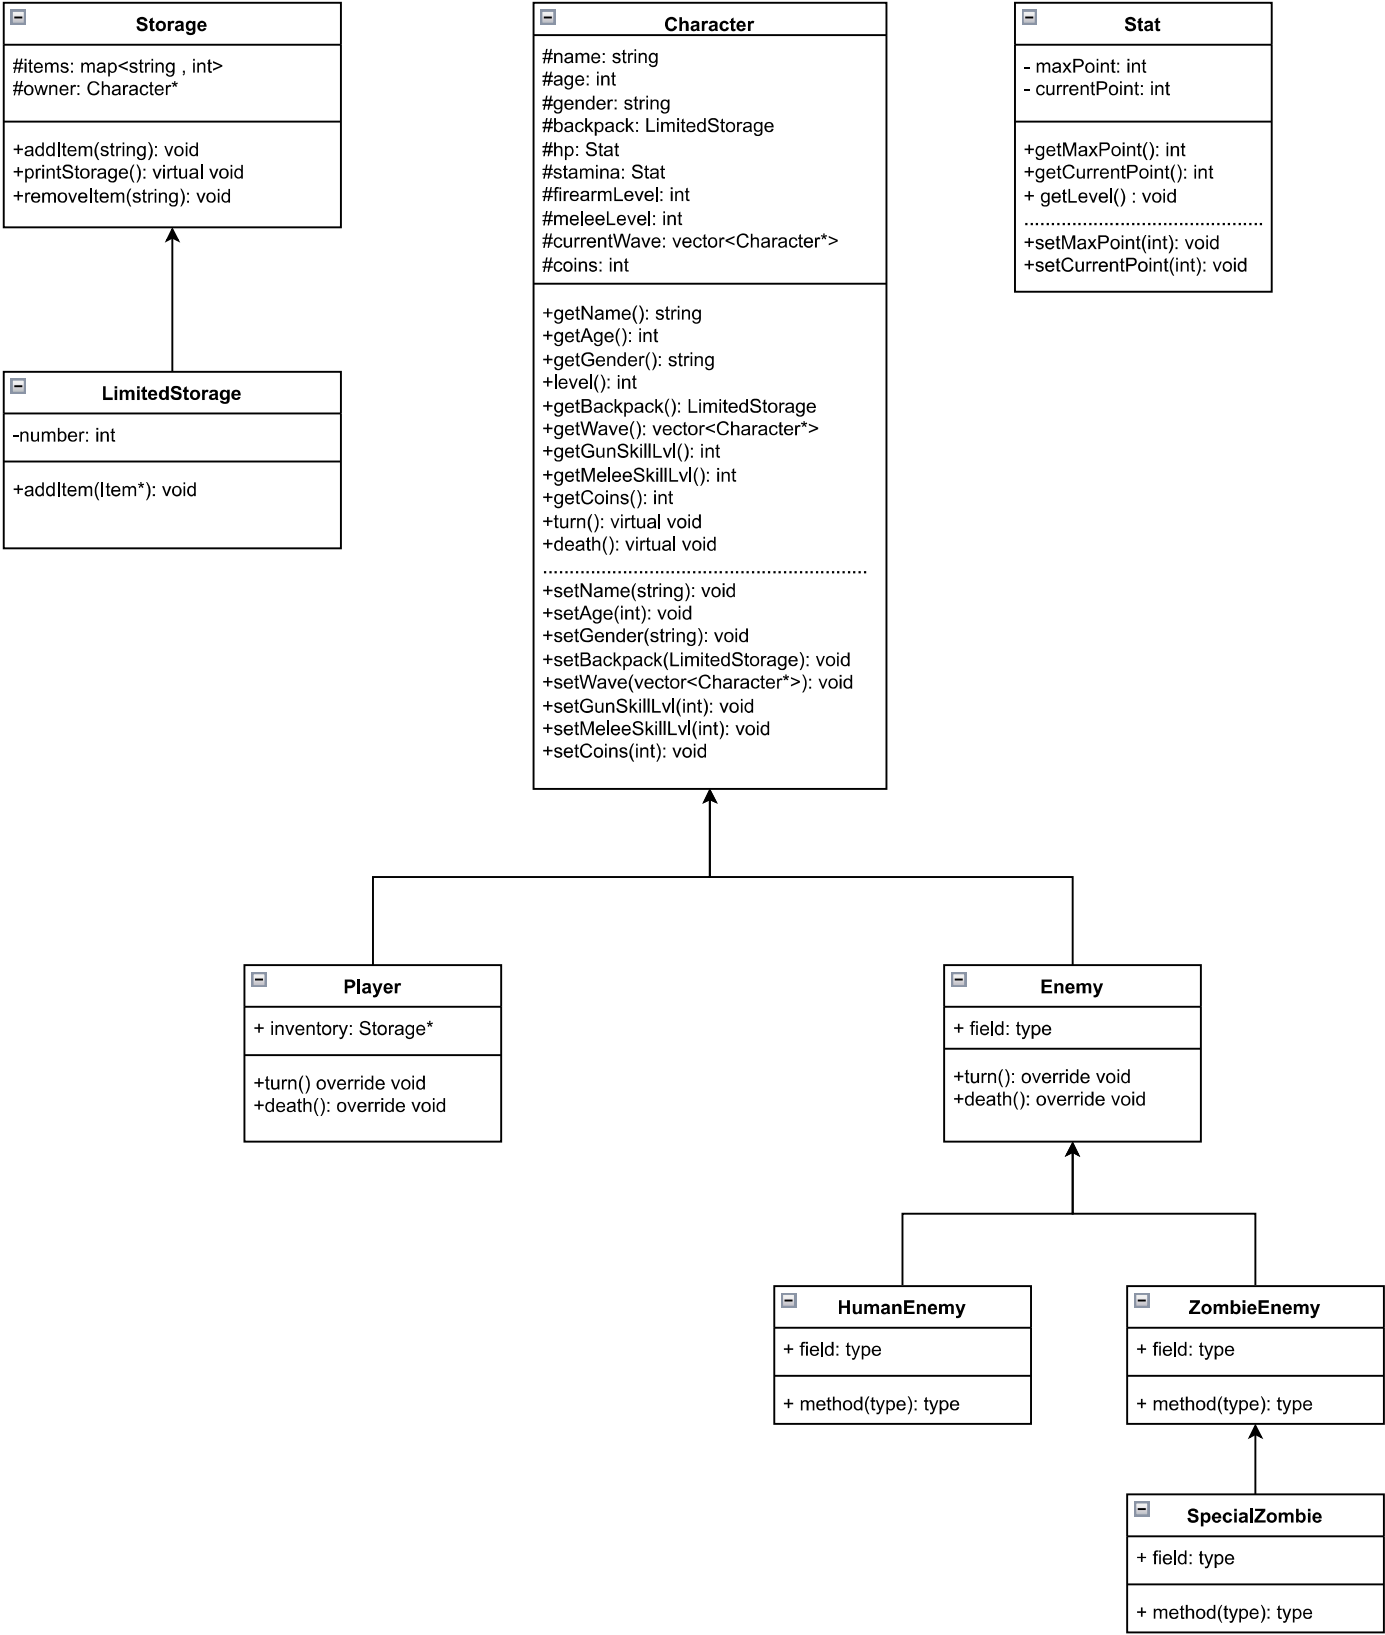 Storage
#items: map<string , int>
#owner: Character*
+addItem(string): void
+printStorage(): virtual void
+removeItem(string): void
LimitedStorage
-number: int
+addItem(Item*): void
Character
#name: string
#age: int
#gender: string
#backpack: LimitedStorage
#hp: Stat
#stamina: Stat
#firearmLevel: int
#meleeLevel: int
#currentWave: vector<Character*>
#coins: int
+getName(): string
+getAge(): int
+getGender(): string
+level(): int
+getBackpack(): LimitedStorage
+getWave(): vector<Character*>
+getGunSkillLvl(): int
+getMeleeSkillLvl(): int
+getCoins(): int
+turn(): virtual void
+death(): virtual void
+setName(string): void
+setAge(int): void
+setGender(string): void
+setBackpack(LimitedStorage): void
+setWave(vector<Character*>): void
+setGunSkillLvl(int): void
+setMeleeSkillLvl(int): void
+setCoins(int): void
Stat
- maxPoint: int
- currentPoint: int
+getMaxPoint(): int
+getCurrentPoint(): int
+ getLevel() : void
+setMaxPoint(int): void
+setCurrentPoint(int): void
Player
+ inventory: Storage*
+turn() override void
+death(): override void
Enemy
+ field: type
+turn(): override void
+death(): override void
HumanEnemy
+ field: type
+ method(type): type
ZombieEnemy
+ field: type
+ method(type): type
SpecialZombie
+ field: type
+ method(type): type